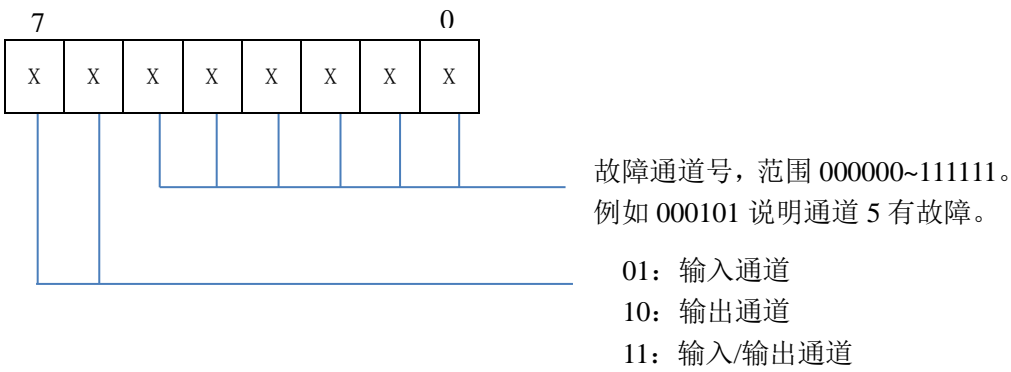 7 0
X X X X X X X X
故障通道号，范围 000000~111111。
例如 000101 说明通道 5 有故障。
01：输入通道
10：输出通道
11：输入/输出通道